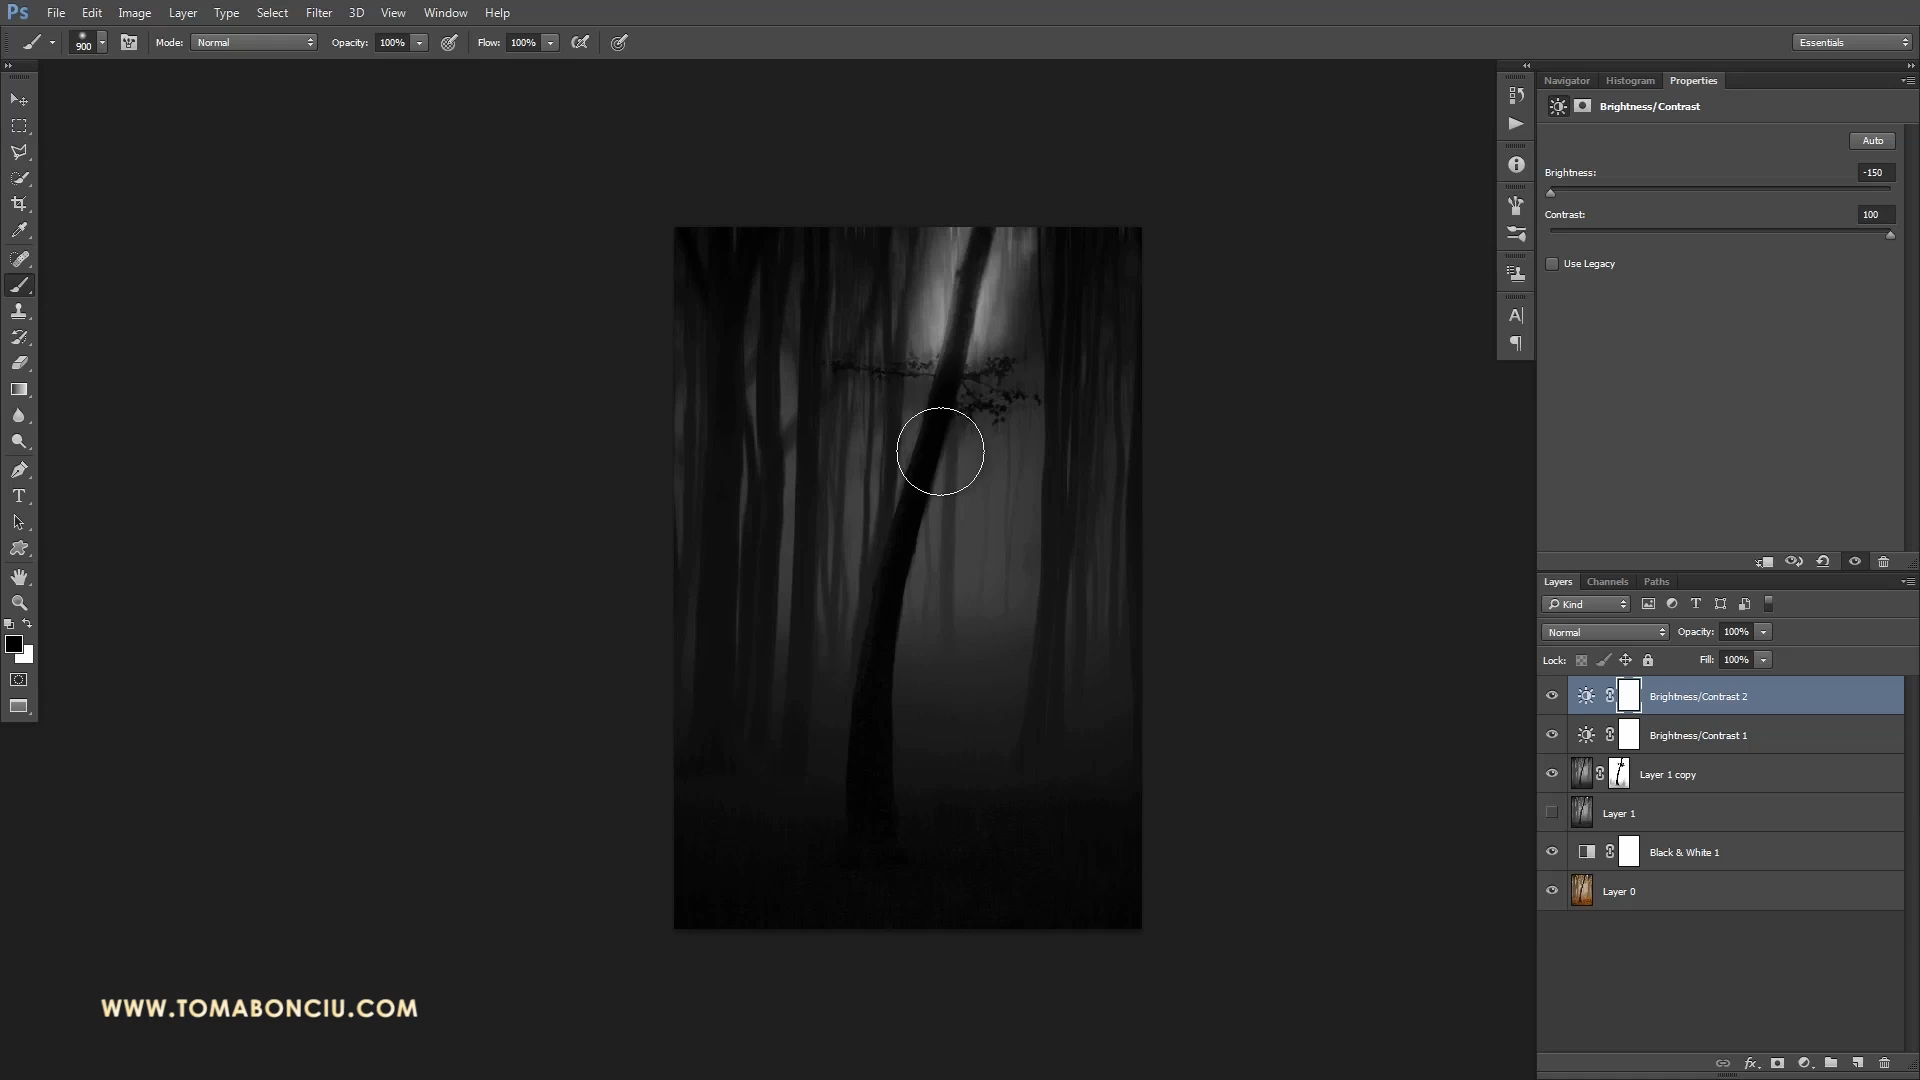 Ps File Edit Image Layer Type Select Filter 3D View Window Help
900 Mode: Normal Opacity: 100% Flow: 100% Essentials
Navigator Histogram Properties
Brightness/Contrast
Auto
Brightness: -150
Contrast: 100
Use Legacy
Layers Channels Paths
Kind
Normal Opacity: 100%
Lock: Fill: 100%
Brightness/Contrast 2
Brightness/Contrast 1
Layer 1 copy
Layer 1
Black & White 1
Layer 0
WWW.TOMABONCIU.COM